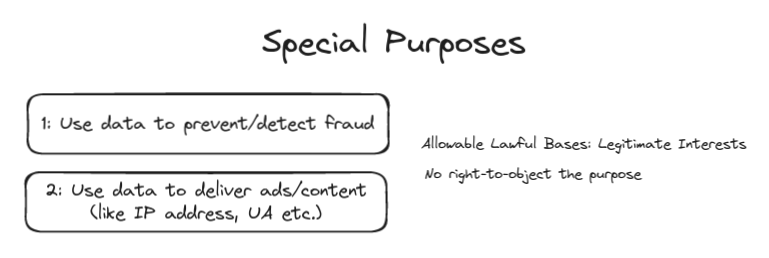 Special Purposes
1: Use data to prevent/detect fraud
2: Use data to deliver ads/content
(like IP address, UA etc.)
Allowable Lawful Bases: Legitimate Interests
No right-to-object the purpose